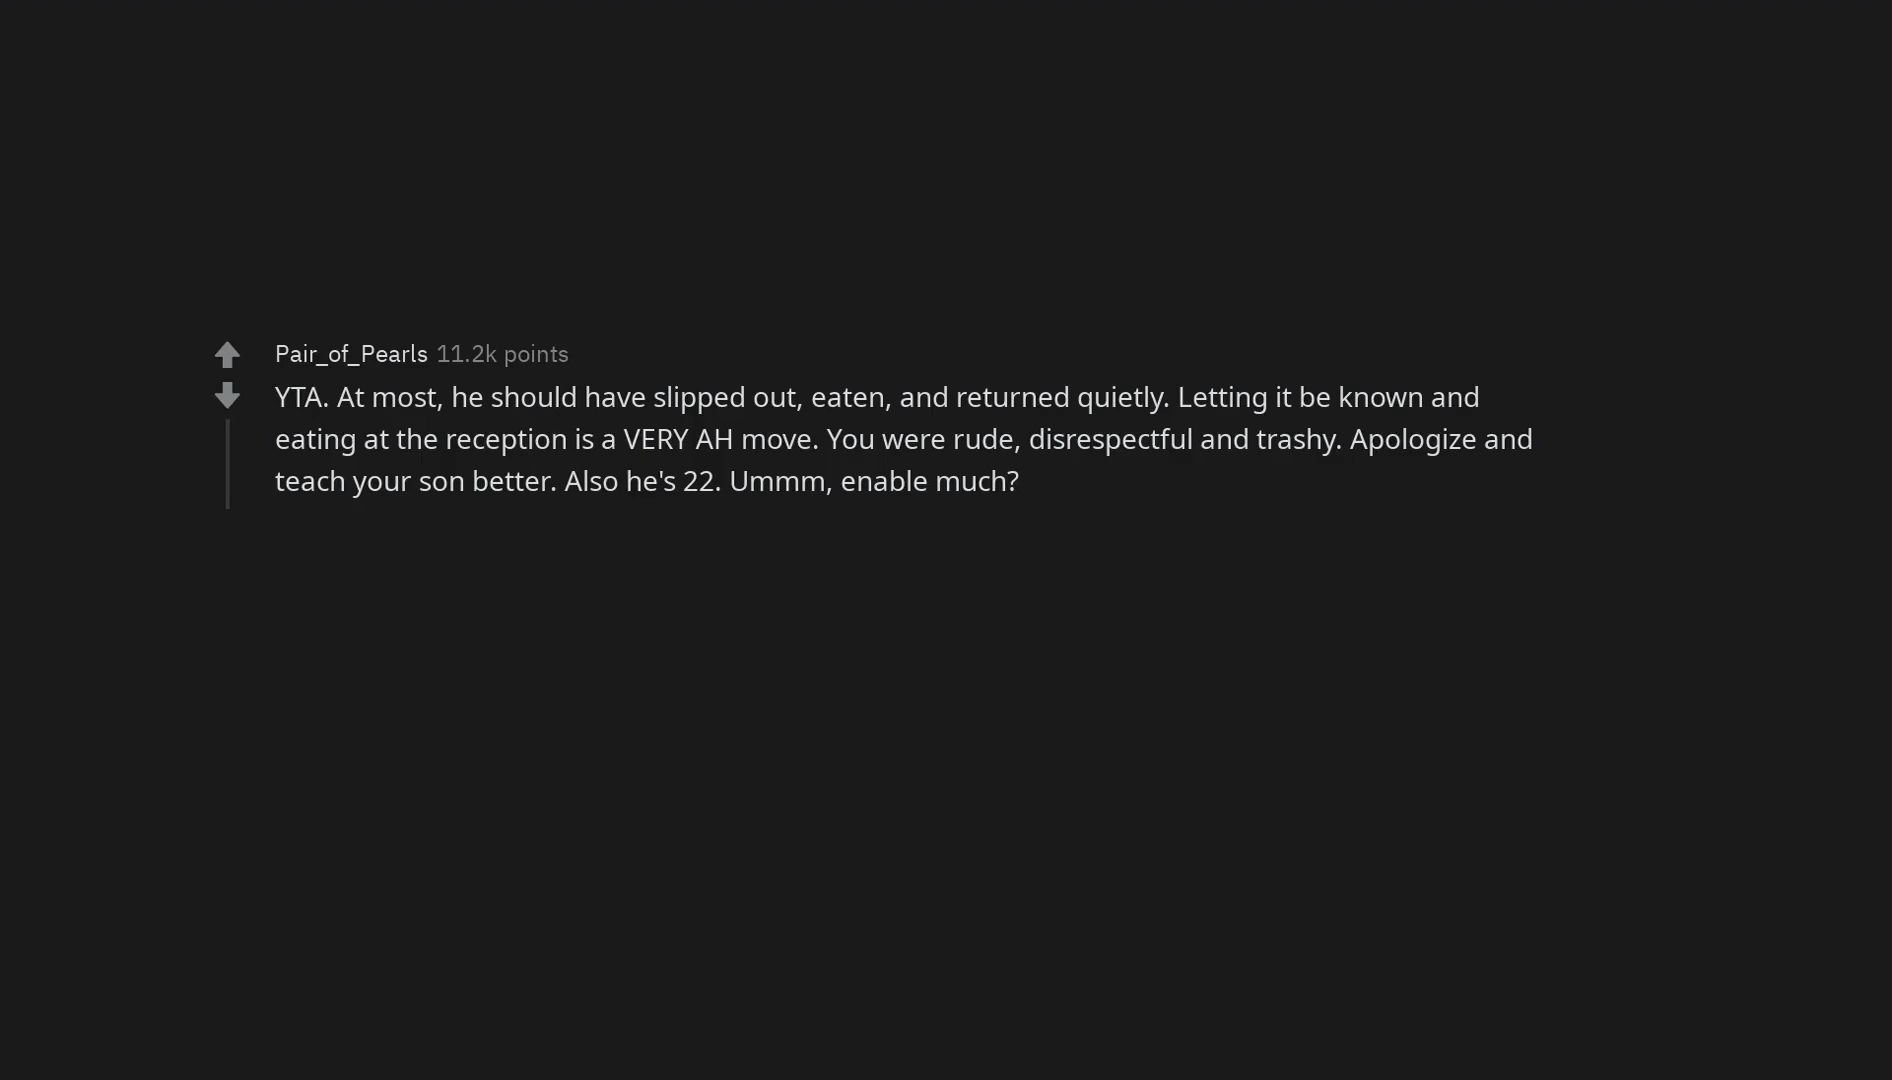 Pair_of_Pearls 11.2k points
YTA. At most, he should have slipped out, eaten, and returned quietly. Letting it be known and
eating at the reception is a VERY AH move. You were rude, disrespectful and trashy. Apologize and
teach your son better. Also he's 22. Ummm, enable much?